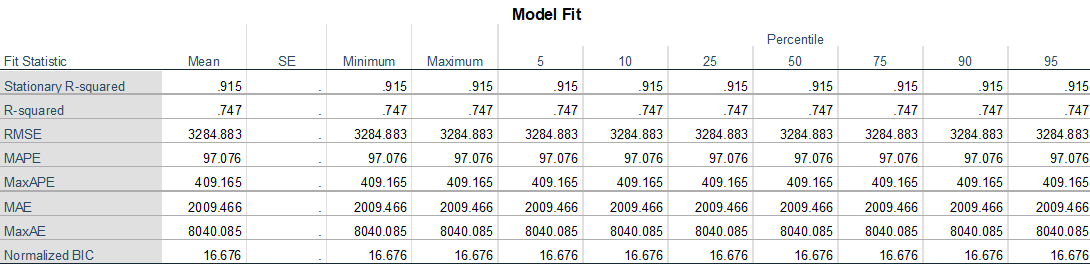 Model Fit
Percentile
Fit Statistic Mean SE Minimum Maximum 5 10 25 50 75 90 95
Stationary R-squared .915 . .915 .915 .915 .915 .915 .915 .915 .915 .915
R-squared .747 . .747 .747 .747 .747 .747 .747 .747 .747 .747
RMSE 3284.883 . 3284.883 3284.883 3284.883 3284.883 3284.883 3284.883 3284.883 3284.883 3284.883
MAPE 97.076 . 97.076 97.076 97.076 97.076 97.076 97.076 97.076 97.076 97.076
MaxAPE 409.165 . 409.165 409.165 409.165 409.165 409.165 409.165 409.165 409.165 409.165
MAE 2009.466 . 2009.466 2009.466 2009.466 2009.466 2009.466 2009.466 2009.466 2009.466 2009.466
MaxAE 8040.085 . 8040.085 8040.085 8040.085 8040.085 8040.085 8040.085 8040.085 8040.085 8040.085
Normalized BIC 16.676 . 16.676 16.676 16.676 16.676 16.676 16.676 16.676 16.676 16.676